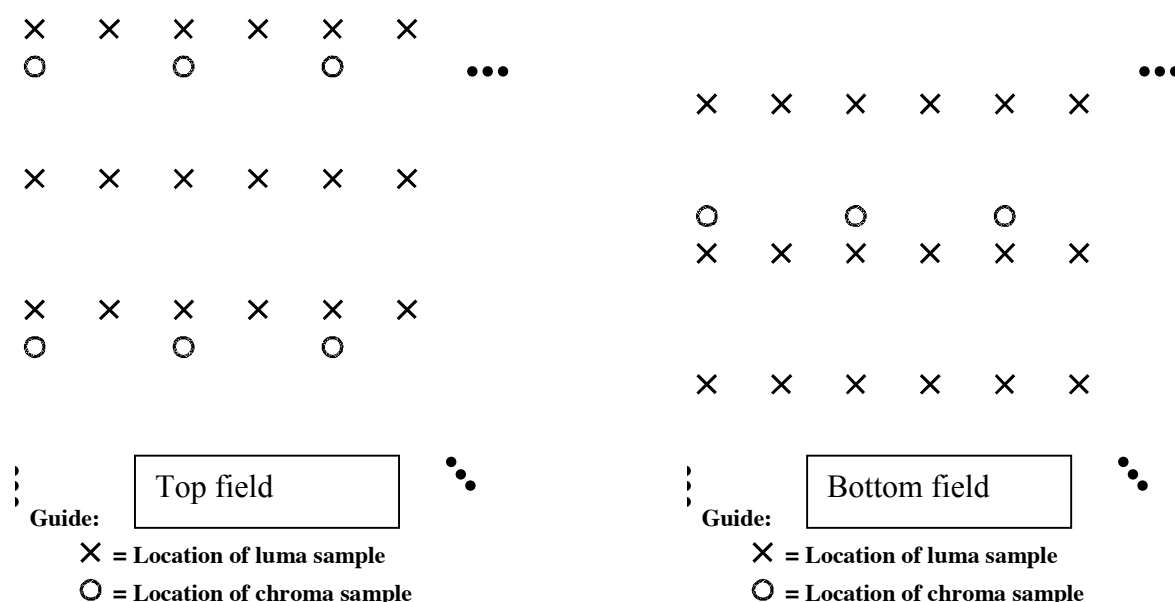 Top field
Guide:
= Location of luma sample
= Location of chroma sample
Bottom field
Guide:
= Location of luma sample
= Location of chroma sample